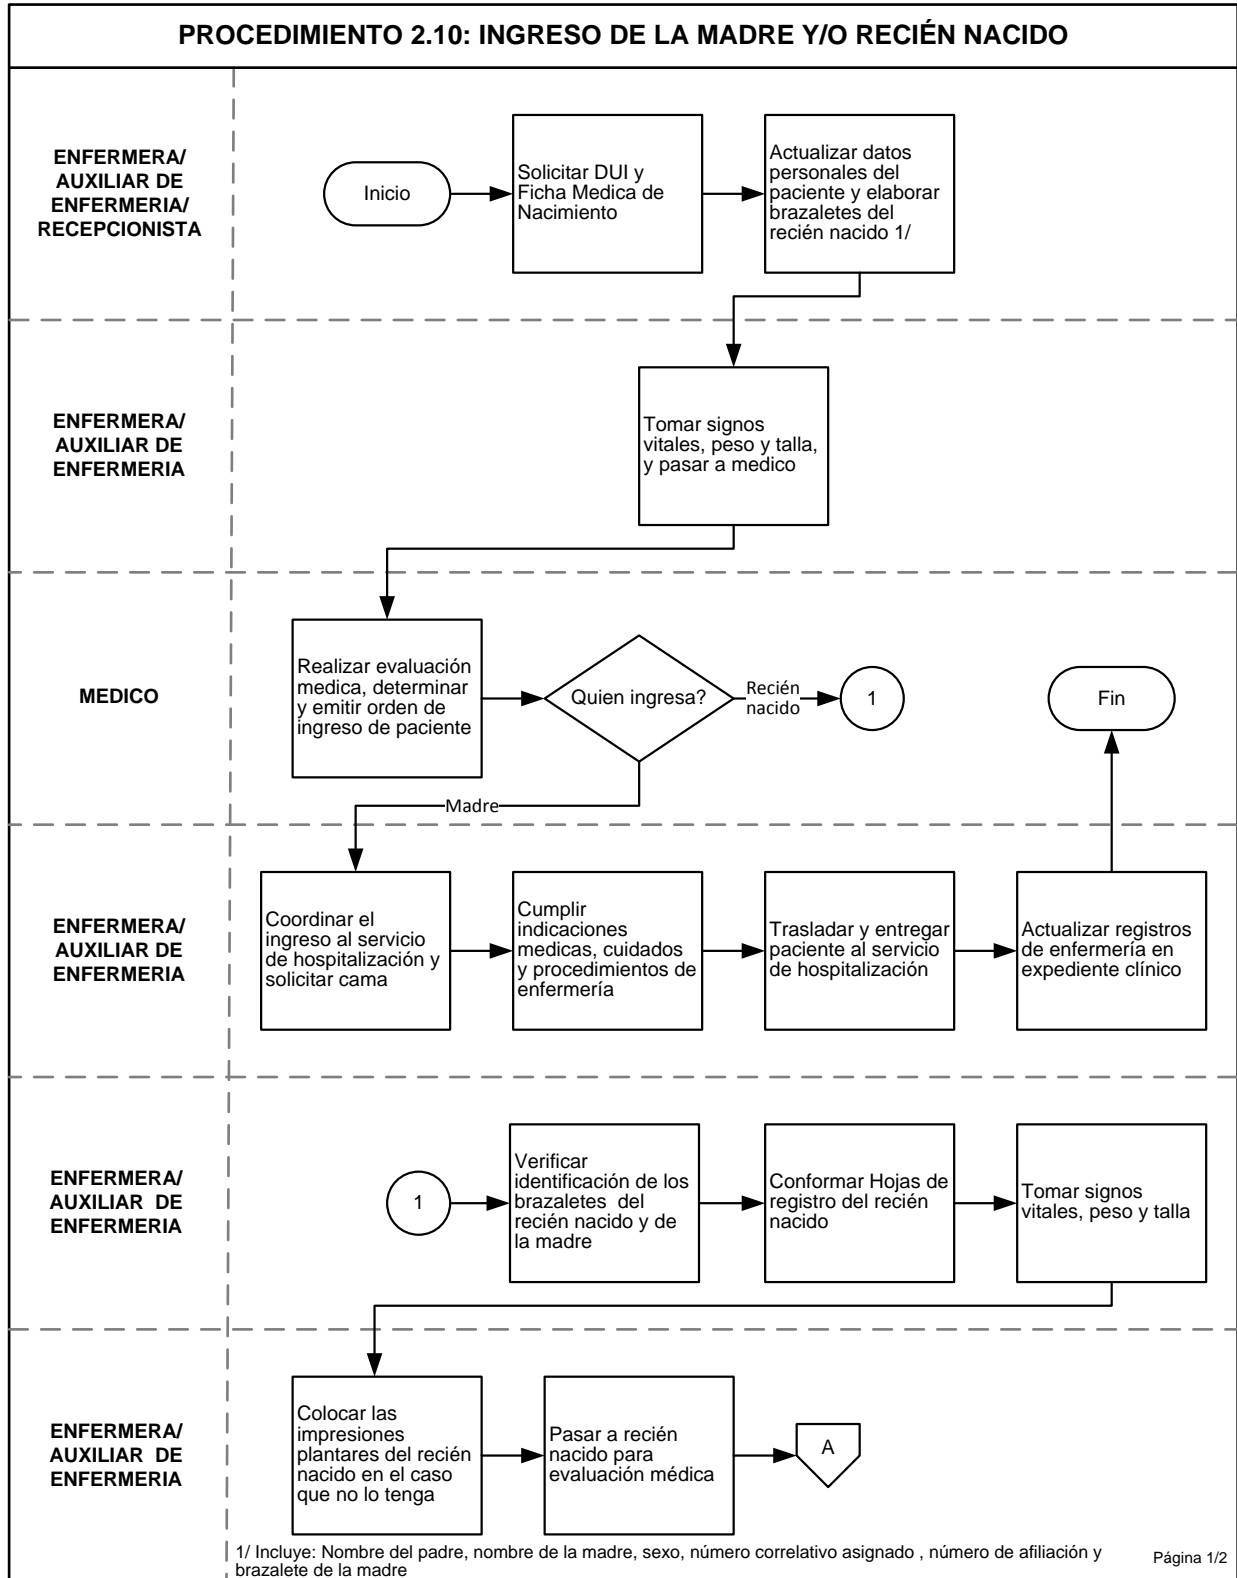 PROCEDIMIENTO 2.10: INGRESO DE LA MADRE Y/O RECIÉN NACIDO
ENFERMERA/
AUXILIAR DE
ENFERMERIA/
RECEPCIONISTA
Inicio
Solicitar DUI y
Ficha Medica de
Nacimiento
Actualizar datos
personales del
paciente y elaborar
brazaletes del
recién nacido 1/
ENFERMERA/
AUXILIAR DE
ENFERMERIA
Tomar signos
vitales, peso y talla,
y pasar a medico
MEDICO
Realizar evaluación
medica, determinar
y emitir orden de
ingreso de paciente
Quien ingresa?
Recién
nacido
1
Fin
Madre
ENFERMERA/
AUXILIAR DE
ENFERMERIA
Coordinar el
ingreso al servicio
de hospitalización y
solicitar cama
Cumplir
indicaciones
medicas, cuidados
y procedimientos de
enfermería
Trasladar y entregar
paciente al servicio
de hospitalización
Actualizar registros
de enfermería en
expediente clínico
ENFERMERA/
AUXILIAR DE
ENFERMERIA
1
Verificar
identificación de los
brazaletes del
recién nacido y de
la madre
Conformar Hojas de
registro del recién
nacido
Tomar signos
vitales, peso y talla
ENFERMERA/
AUXILIAR DE
ENFERMERIA
Colocar las
impresiones
plantares del recién
nacido en el caso
que no lo tenga
Pasar a recién
nacido para
evaluación médica
A
1/ Incluye: Nombre del padre, nombre de la madre, sexo, número correlativo asignado , número de afiliación y
brazalete de la madre
Página 1/2